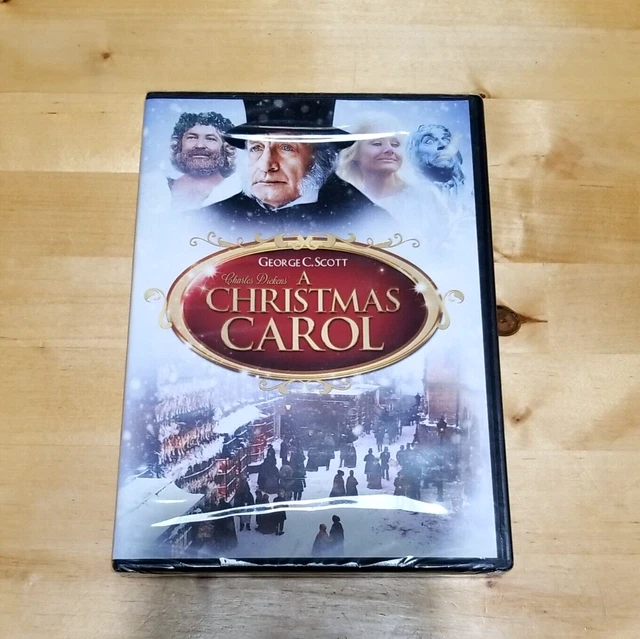 GEORGE C. SCOTT
Charles Dickens'
A
CHRISTMAS
CAROL